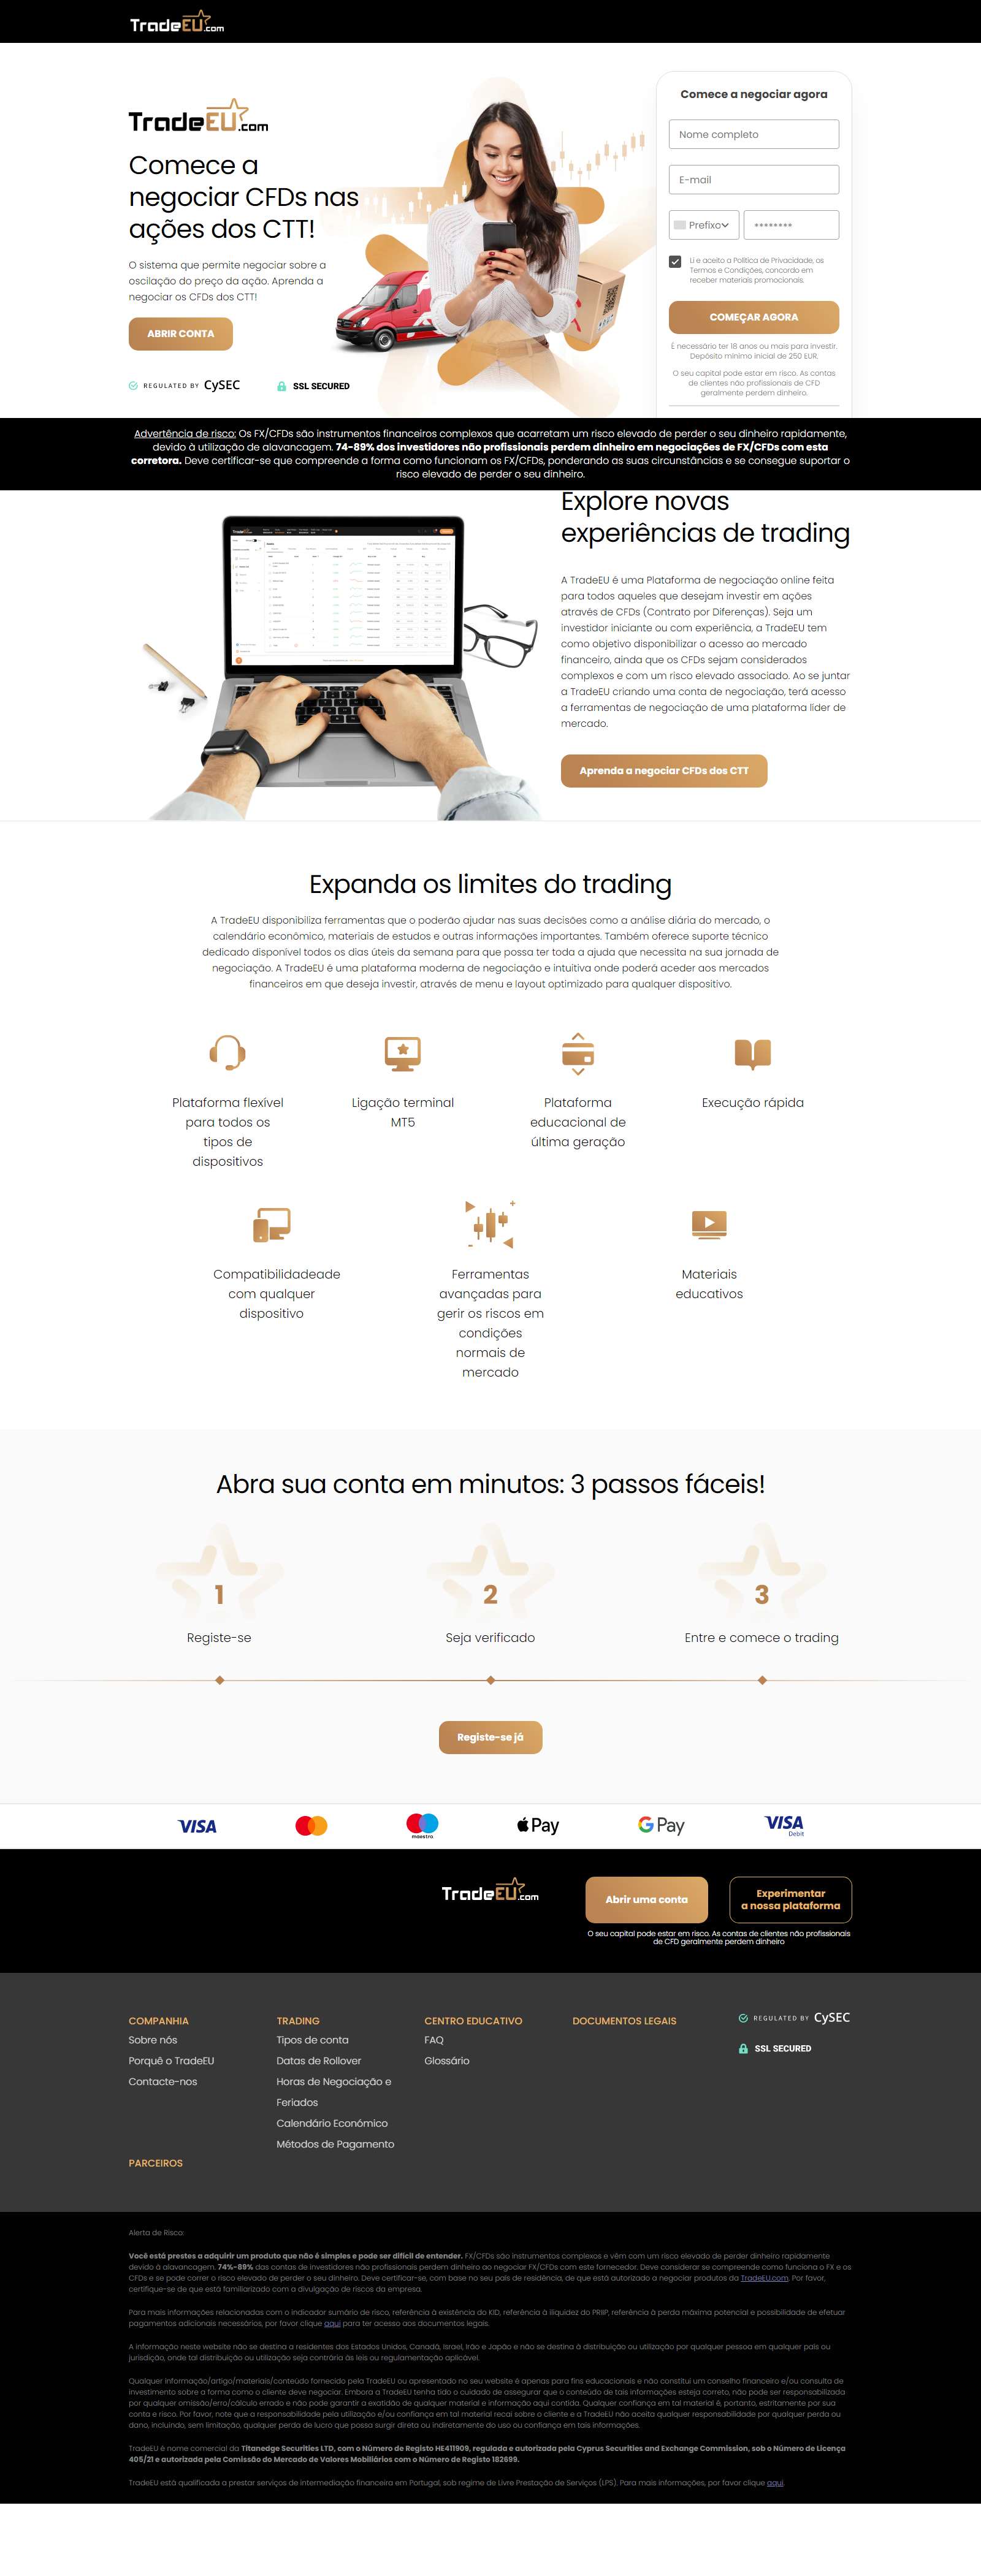 TradeEU.com
TradeEU.com
Comece a
negociar CFDs nas
ações dos CTT!
O sistema que permite negociar sobre a
oscilação do preço da ação. Aprenda a
negociar os CFDs dos CTT!
ABRIR CONTA
REGULATED BY CySEC
SSL SECURED
Comece a negociar agora
Nome completo
E-mail
Prefixo
********
Li e aceito a Política de Privacidade, os
Termos e Condições, concordo em
receber materiais promocionais.
COMEÇAR AGORA
É necessário ter 18 anos ou mais para investir.
Depósito mínimo inicial de 250 EUR.
O seu capital pode estar em risco. As contas
de clientes não profissionais de CFD
geralmente perdem dinheiro.
Advertência de risco: Os FX/CFDs são instrumentos financeiros complexos que acarretam um risco elevado de perder o seu dinheiro rapidamente,
devido à utilização de alavancagem. 74-89% dos investidores não profissionais perdem dinheiro em negociações de FX/CFDs com esta
corretora. Deve certificar-se que compreende a forma como funcionam os FX/CFDs, ponderando as suas circunstâncias e se consegue suportar o
risco elevado de perder o seu dinheiro.
Explore novas
experiências de trading
A TradeEU é uma Plataforma de negociação online feita
para todos aqueles que desejam investir em ações
através de CFDs (Contrato por Diferenças). Seja um
investidor iniciante ou com experiência, a TradeEU tem
como objetivo disponibilizar o acesso ao mercado
financeiro, ainda que os CFDs sejam considerados
complexos e com um risco elevado associado. Ao se juntar
a TradeEU criando uma conta de negociação, terá acesso
a ferramentas de negociação de uma plataforma líder de
mercado.
Aprenda a negociar CFDs dos CTT
Expanda os limites do trading
A TradeEU disponibiliza ferramentas que o poderão ajudar nas suas decisões como a análise diária do mercado, o
calendário económico, materiais de estudos e outras informações importantes. Também oferece suporte técnico
dedicado disponível todos os dias úteis da semana para que possa ter toda a ajuda que necessita na sua jornada de
negociação. A TradeEU é uma plataforma moderna de negociação e intuitiva onde poderá aceder aos mercados
financeiros em que deseja investir, através de menu e layout optimizado para qualquer dispositivo.
Plataforma flexível
para todos os
tipos de
dispositivos
Ligação terminal
MT5
Plataforma
educacional de
última geração
Execução rápida
Compatibilidadeade
com qualquer
dispositivo
Ferramentas
avançadas para
gerir os riscos em
condições
normais de
mercado
Materiais
educativos
Abra sua conta em minutos: 3 passos fáceis!
1
2
3
Registe-se
Seja verificado
Entre e comece o trading
Registe-se já
VISA
maestro
Pay
G Pay
VISA
Debit
TradeEU.com
Abrir uma conta
Experimentar
a nossa plataforma
O seu capital pode estar em risco. As contas de clientes não profissionais
de CFD geralmente perdem dinheiro
COMPANHIA
Sobre nós
Porquê o TradeEU
Contacte-nos
TRADING
Tipos de conta
Datas de Rollover
Horas de Negociação e
Feriados
Calendário Económico
Métodos de Pagamento
CENTRO EDUCATIVO
FAQ
Glossário
DOCUMENTOS LEGAIS
REGULATED BY CySEC
SSL SECURED
PARCEIROS
Alerta de Risco:
Você está prestes a adquirir um produto que não é simples e pode ser difícil de entender. FX/CFDs são instrumentos complexos e vêm com um risco elevado de perder dinheiro rapidamente
devido à alavancagem. 74%-89% das contas de investidores não profissionais perdem dinheiro ao negociar FX/CFDs com este fornecedor. Deve considerar se compreende como funciona o FX e os
CFDs e se pode correr o risco elevado de perder o seu dinheiro. Deve certificar-se, com base no seu país de residência, de que está autorizado a negociar produtos da TradeEU.com. Por favor,
certifique-se de que está familiarizado com a divulgação de riscos da empresa.
Para mais informações relacionadas com o indicador sumário de risco, referência à existência do KID, referência à iliquidez do PRIIP, referência à perda máxima potencial e possibilidade de efetuar
pagamentos adicionais necessários, por favor clique aqui para ter acesso aos documentos legais.
A informação neste website não se destina a residentes dos Estados Unidos, Canadá, Israel, Irão e Japão e não se destina à distribuição ou utilização por qualquer pessoa em qualquer país ou
jurisdição, onde tal distribuição ou utilização seja contrária às leis ou regulamentação aplicável.
Qualquer informação/artigo/materiais/conteúdo fornecido pela TradeEU ou apresentado no seu website é apenas para fins educacionais e não constitui um conselho financeiro e/ou consulta de
investimento sobre a forma como o cliente deve negociar. Embora a TradeEU tenha tido o cuidado de assegurar que o conteúdo de tais informações esteja correto, não pode ser responsabilizada
por qualquer omissão/erro/cálculo errado e não pode garantir a exatidão de qualquer material e informação aqui contida. Qualquer confiança em tal material é, portanto, estritamente por sua
conta e risco. Por favor, note que a responsabilidade pela utilização e/ou confiança em tal material recai sobre o cliente e a TradeEU não aceita qualquer responsabilidade por qualquer perda ou
dano, incluindo, sem limitação, qualquer perda de lucro que possa surgir direta ou indiretamente do uso ou confiança em tais informações.
TradeEU é nome comercial da Titanedge Securities LTD, com o Número de Registo HE411909, regulada e autorizada pela Cyprus Securities and Exchange Commission, sob o Número de Licença
405/21 e autorizada pela Comissão do Mercado de Valores Mobiliários com o Número de Registo 182699.
TradeEU está qualificada a prestar serviços de intermediação financeira em Portugal, sob regime de Livre Prestação de Serviços (LPS). Para mais informações, por favor clique aqui.